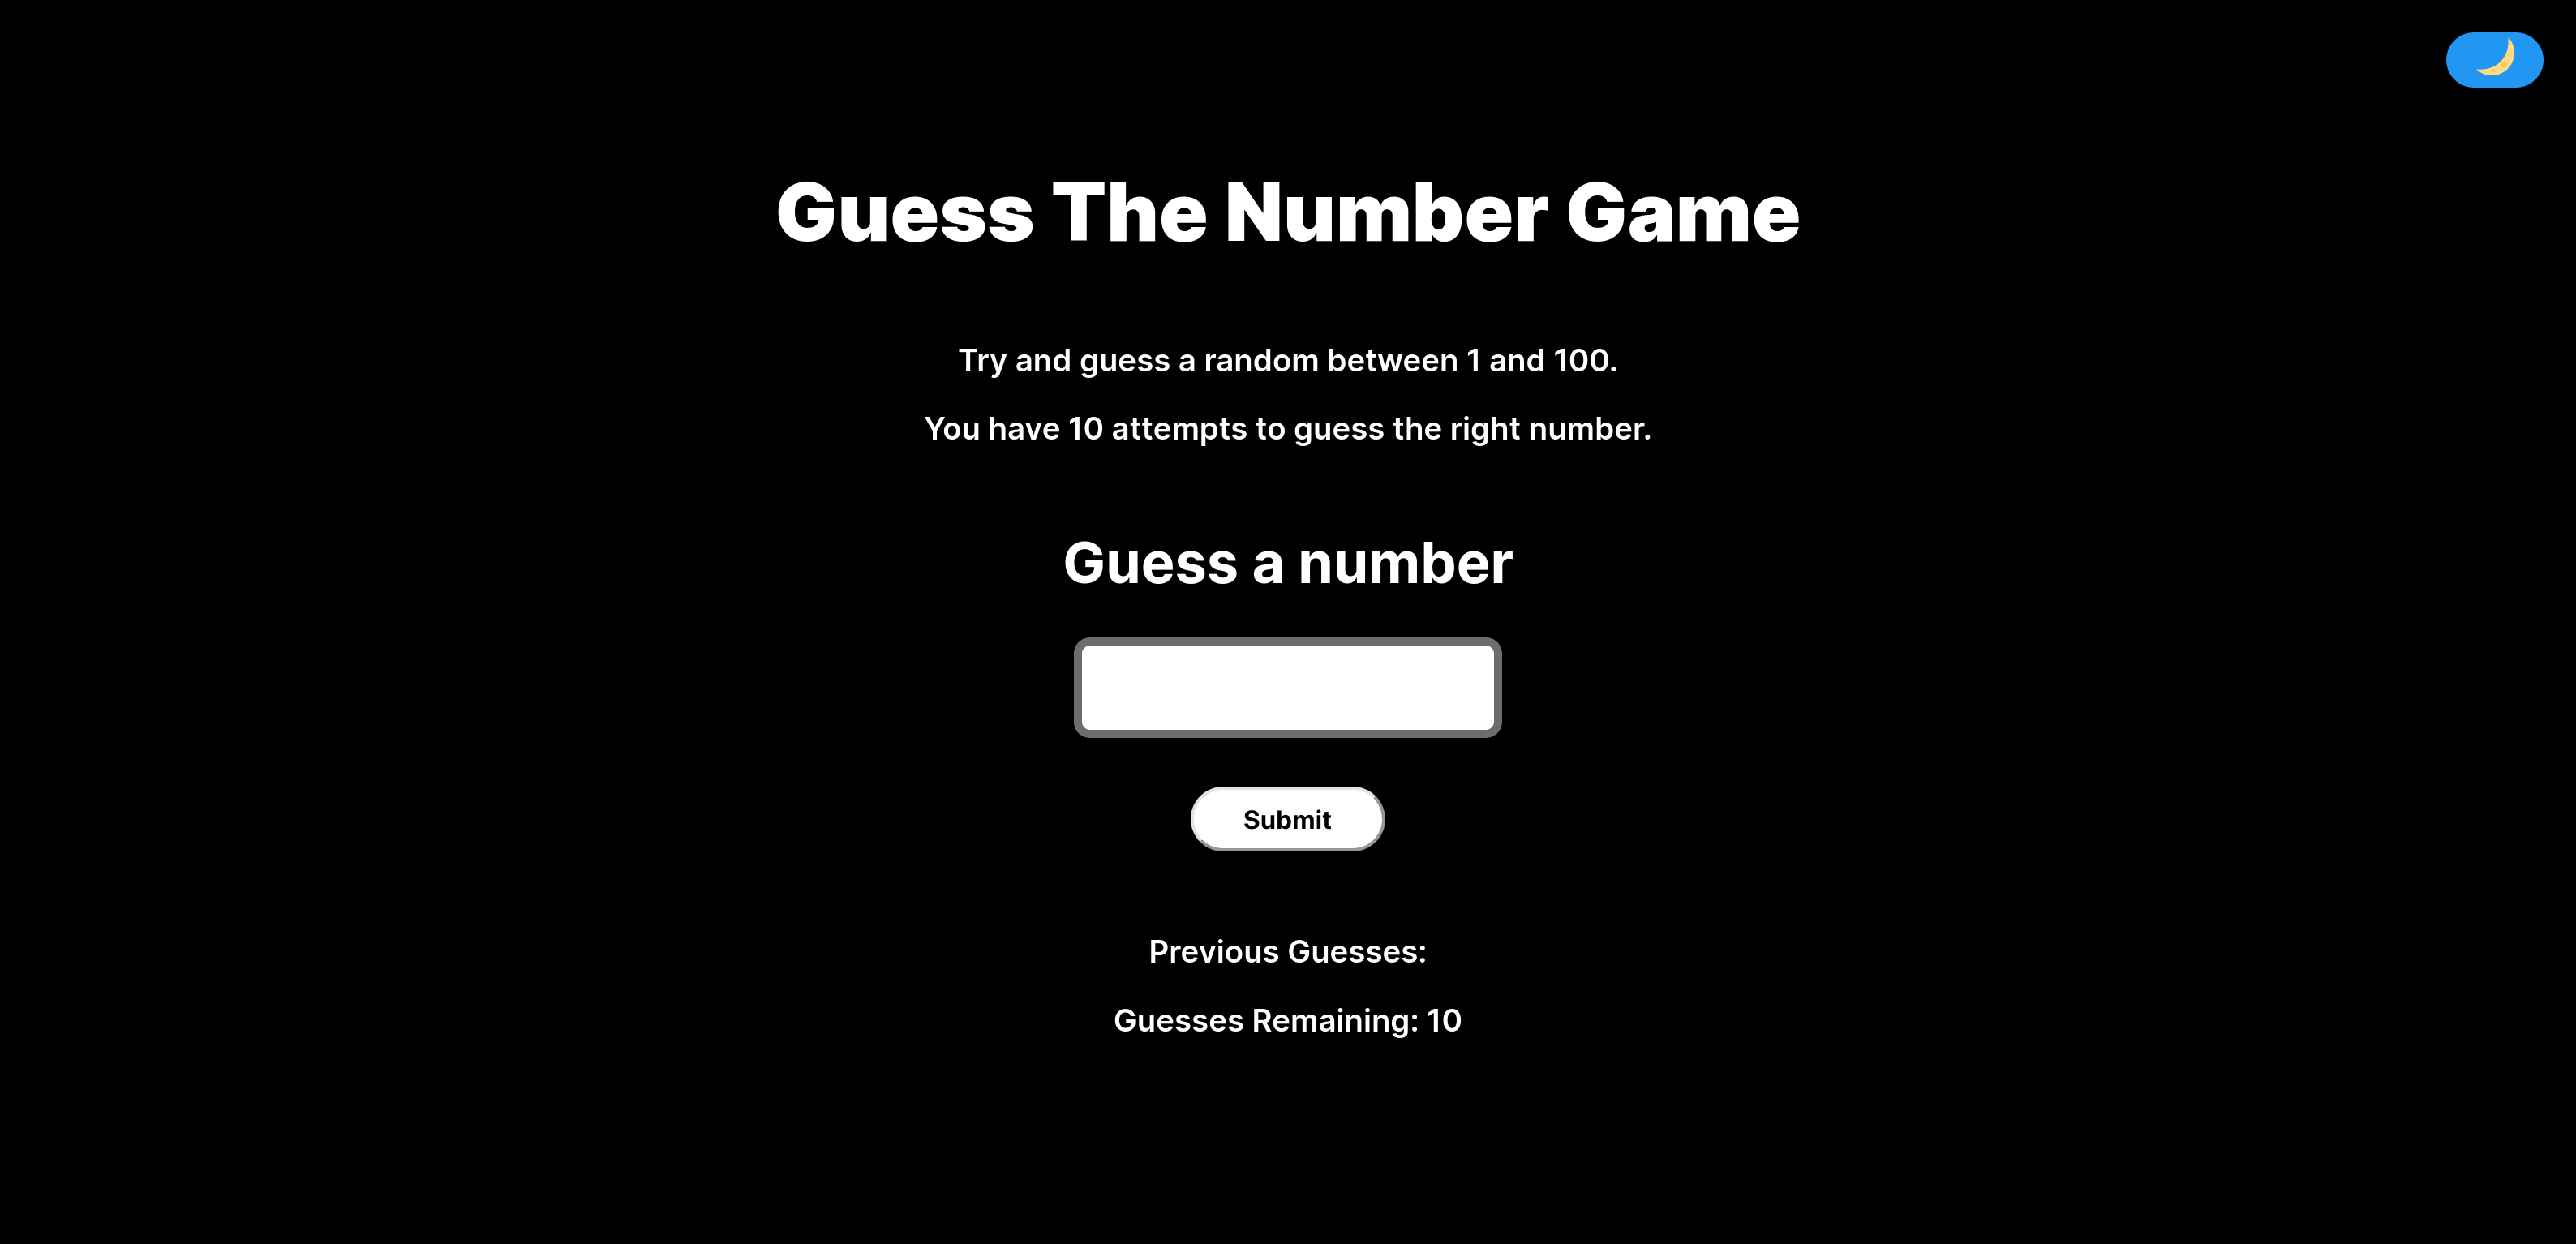 Guess The Number Game
Try and guess a random between 1 and 100.
You have 10 attempts to guess the right number.
Guess a number
Submit
Previous Guesses:
Guesses Remaining: 10